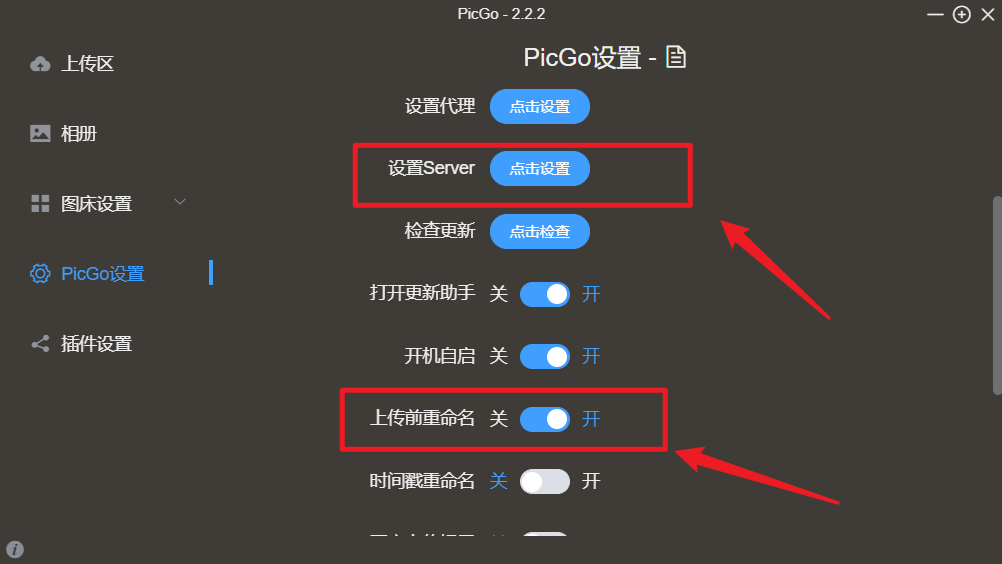 PicGo - 2.2.2
上传区
相册
图床设置
PicGo设置
插件设置
PicGo设置 -
设置代理 点击设置
设置Server 点击设置
检查更新 点击检查
打开更新助手 关 开
开机自启 关 开
上传前重命名 关 开
时间戳重命名 关 开